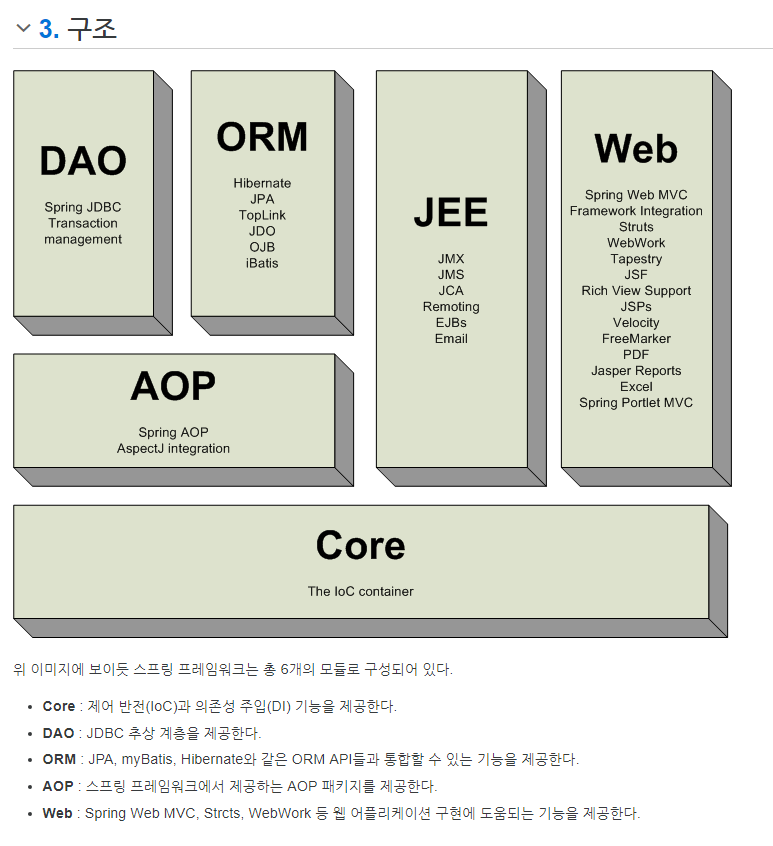 3. 구조
DAO
Spring JDBC
Transaction
management
ORM
Hibernate
JPA
TopLink
JDO
OJB
iBatis
JEE
JMX
JMS
JCA
Remoting
EJBs
Email
Web
Spring Web MVC
Framework Integration
Struts
WebWork
Tapestry
JSF
Rich View Support
JSPs
Velocity
FreeMarker
PDF
Jasper Reports
Excel
Spring Portlet MVC
AOP
Spring AOP
AspectJ integration
Core
The IoC container
위 이미지에 보이듯 스프링 프레임워크는 총 6개의 모듈로 구성되어 있다.
• Core : 제어 반전(IoC)과 의존성 주입(DI) 기능을 제공한다.
• DAO : JDBC 추상 계층을 제공한다.
• ORM : JPA, myBatis, Hibernate와 같은 ORM API들과 통합할 수 있는 기능을 제공한다.
• AOP : 스프링 프레임워크에서 제공하는 AOP 패키지를 제공한다.
• Web : Spring Web MVC, Strcts, WebWork 등 웹 어플리케이션 구현에 도움되는 기능을 제공한다.